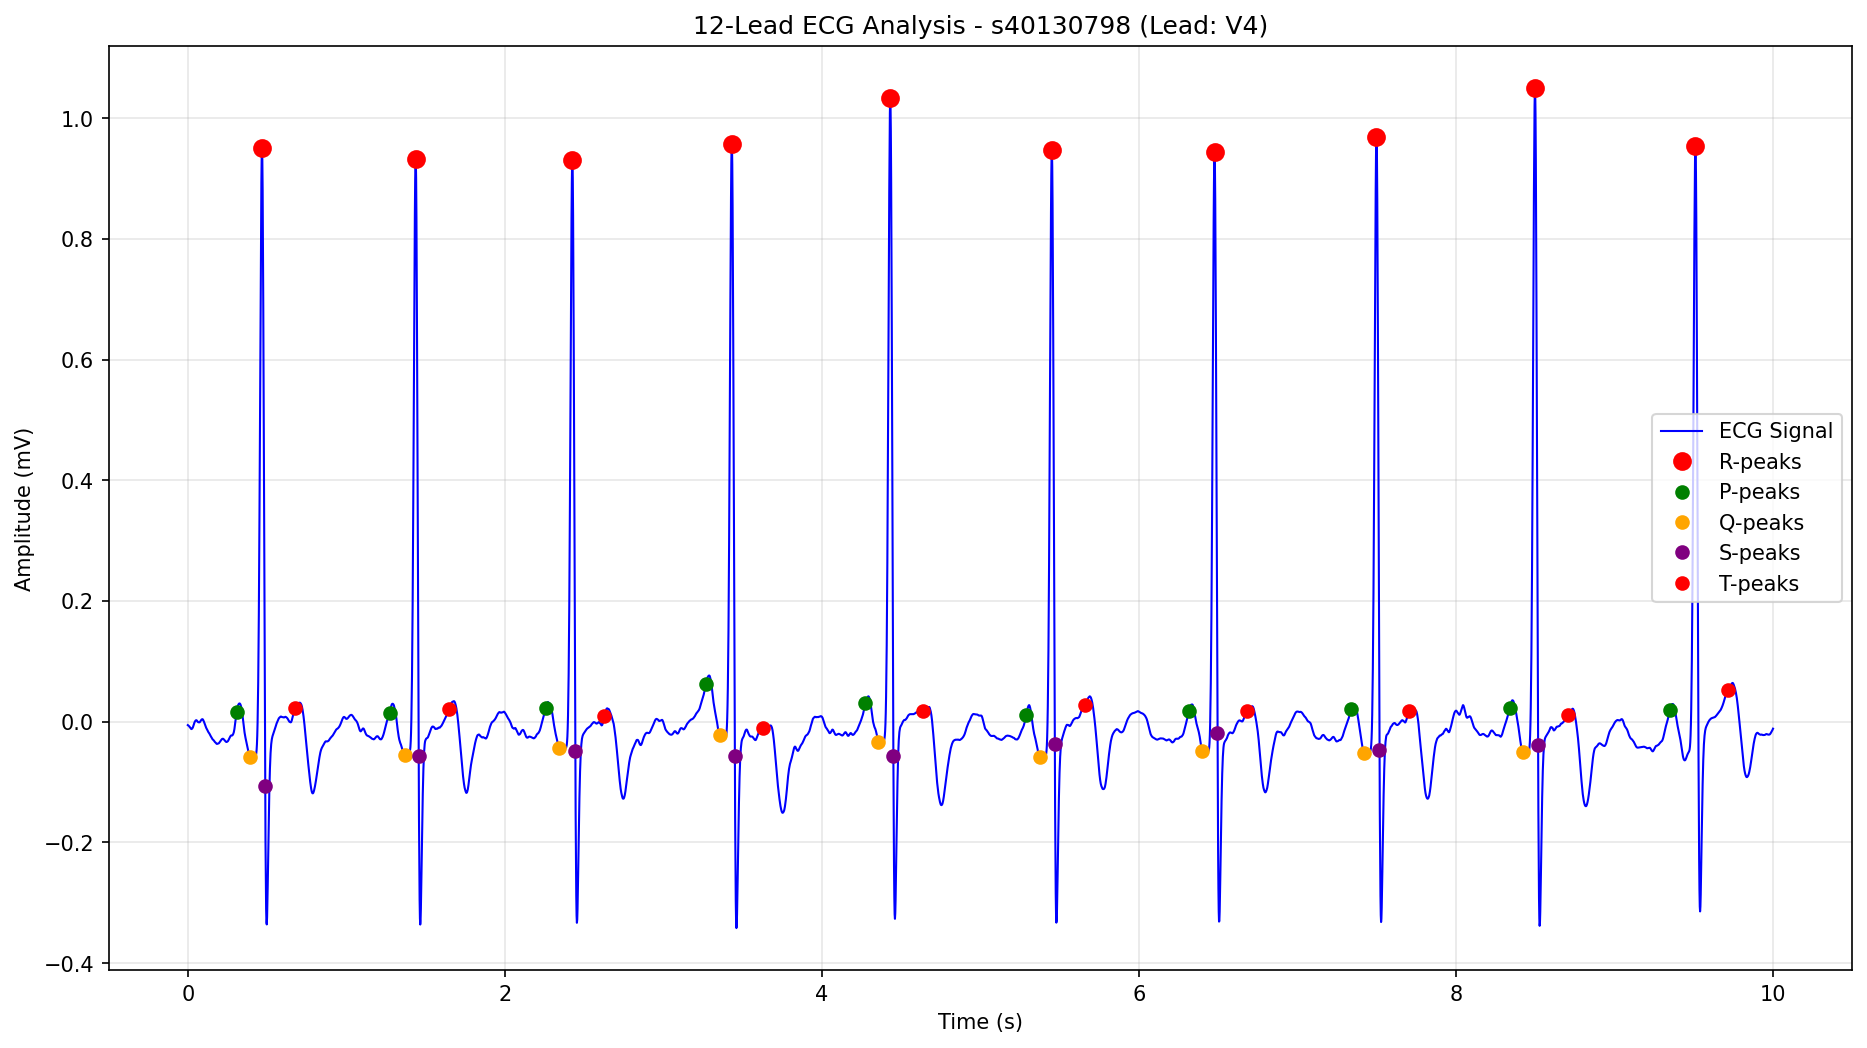 12-Lead ECG Analysis - s40130798 (Lead: V4)
Amplitude (mV)
1.0
0.8
0.6
0.4
0.2
0.0
−0.2
−0.4
ECG Signal
R-peaks
P-peaks
Q-peaks
S-peaks
T-peaks
0 2 4 6 8 10
Time (s)